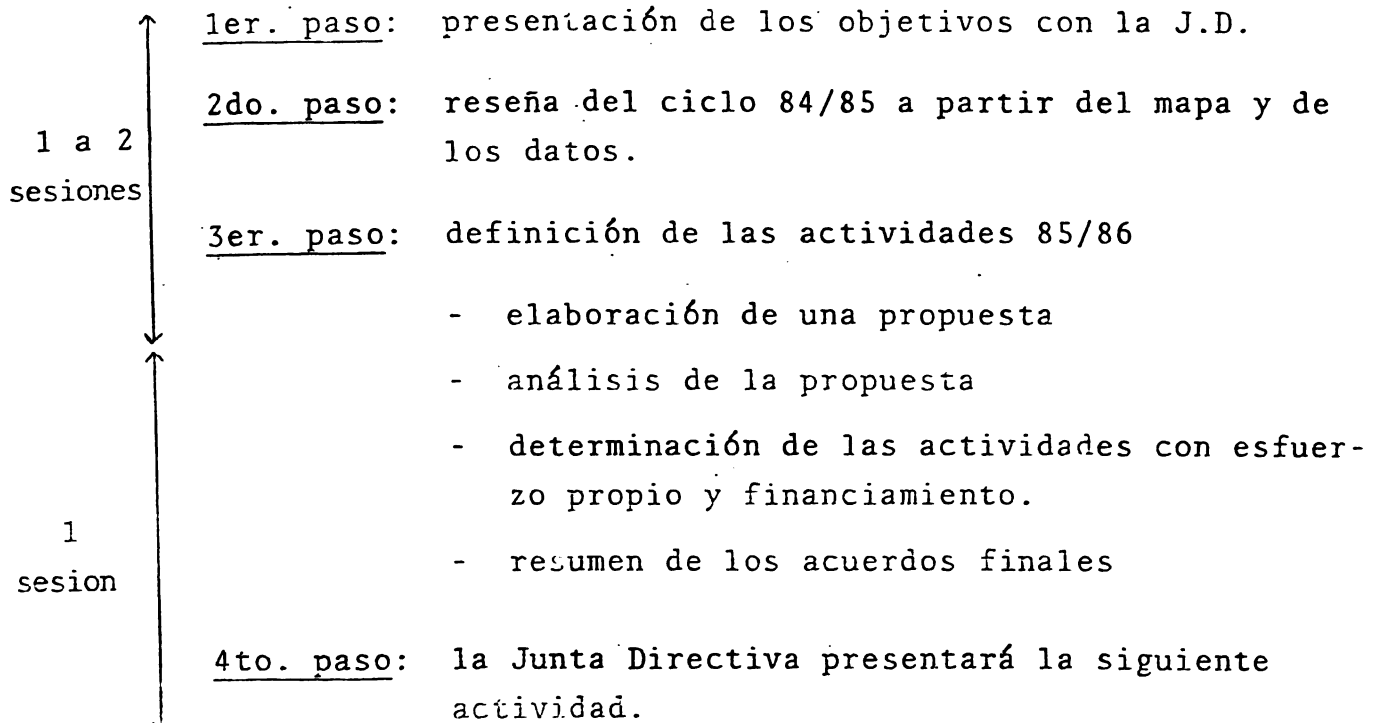 1er. paso: presentación de los objetivos con la J.D.
2do. paso: reseña del ciclo 84/85 a partir del mapa y de
los datos.
1 a 2
sesiones
3er. paso: definición de las actividades 85/86
- elaboración de una propuesta
- análisis de la propuesta
- determinación de las actividades con esfuer-
zo propio y financiamiento.
1
sesion
- resumen de los acuerdos finales
4to. paso: la Junta Directiva presentará la siguiente
actividad.